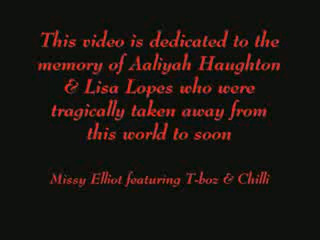 This video is dedicated to the
memory of Aaliyah Haughton
& Lisa Lopes who were
tragically taken away from
this world to soon
Missy Elliot featuring T-boz & Chilli